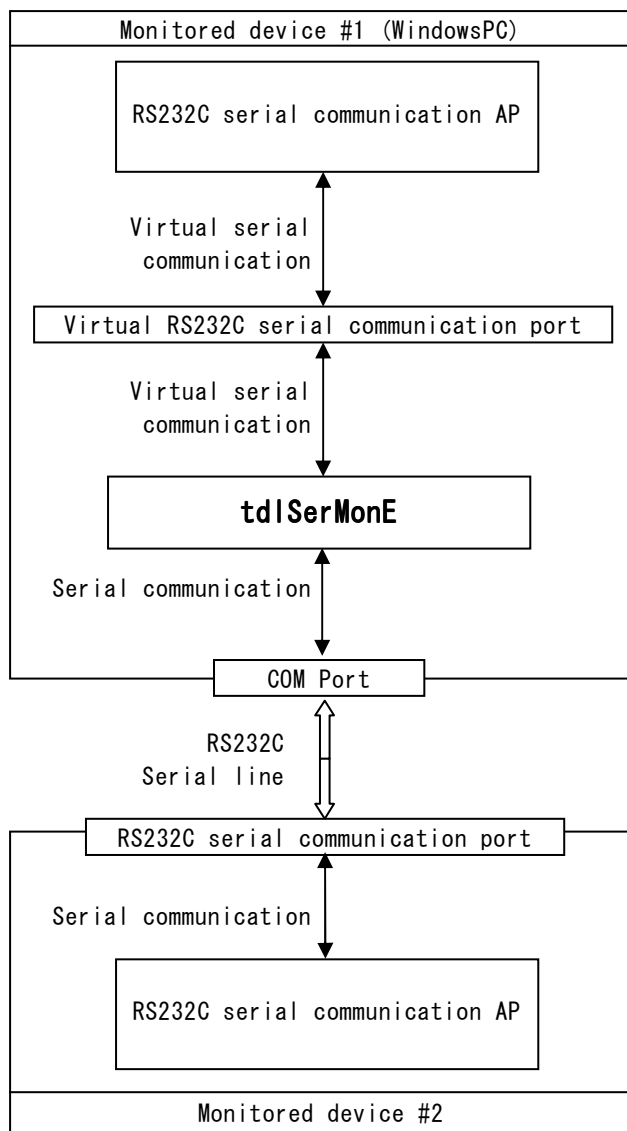 Monitored device #1 (WindowsPC)
RS232C serial communication AP
Virtual serial
communication
Virtual RS232C serial communication port
Virtual serial
communication
tdlSerMonE
Serial communication
COM Port
RS232C
Serial line
RS232C serial communication port
Serial communication
RS232C serial communication AP
Monitored device #2